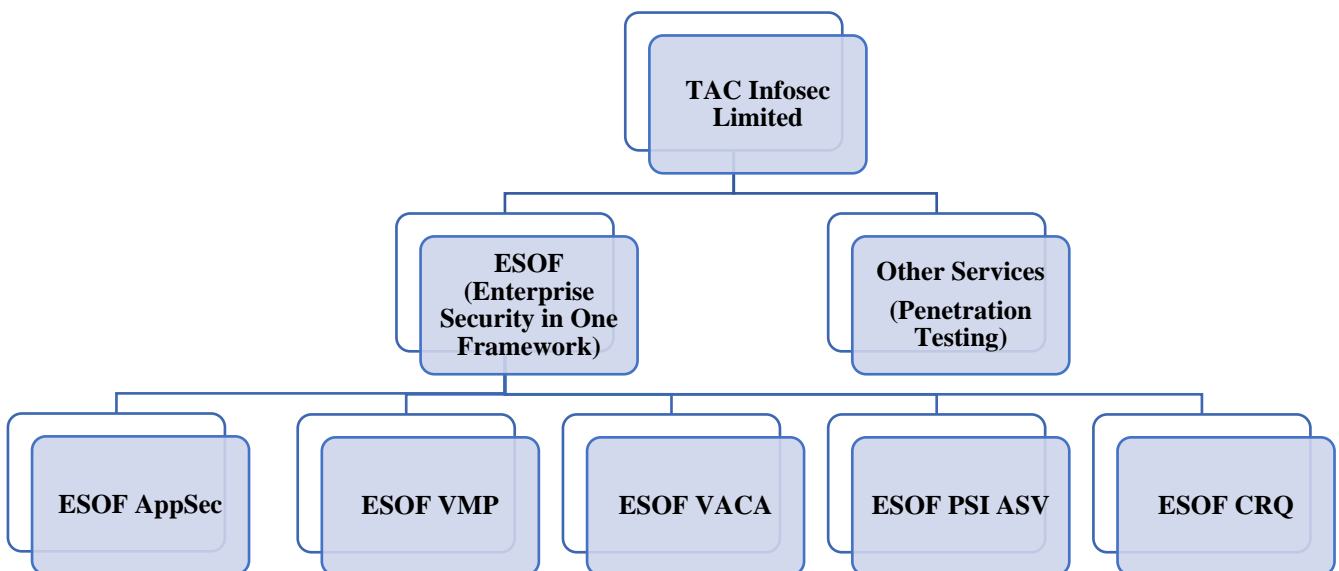 TAC Infosec
Limited
ESOF
(Enterprise
Security in One
Framework)
Other Services
(Penetration
Testing)
ESOF AppSec
ESOF VMP
ESOF VACA
ESOF PSI ASV
ESOF CRQ